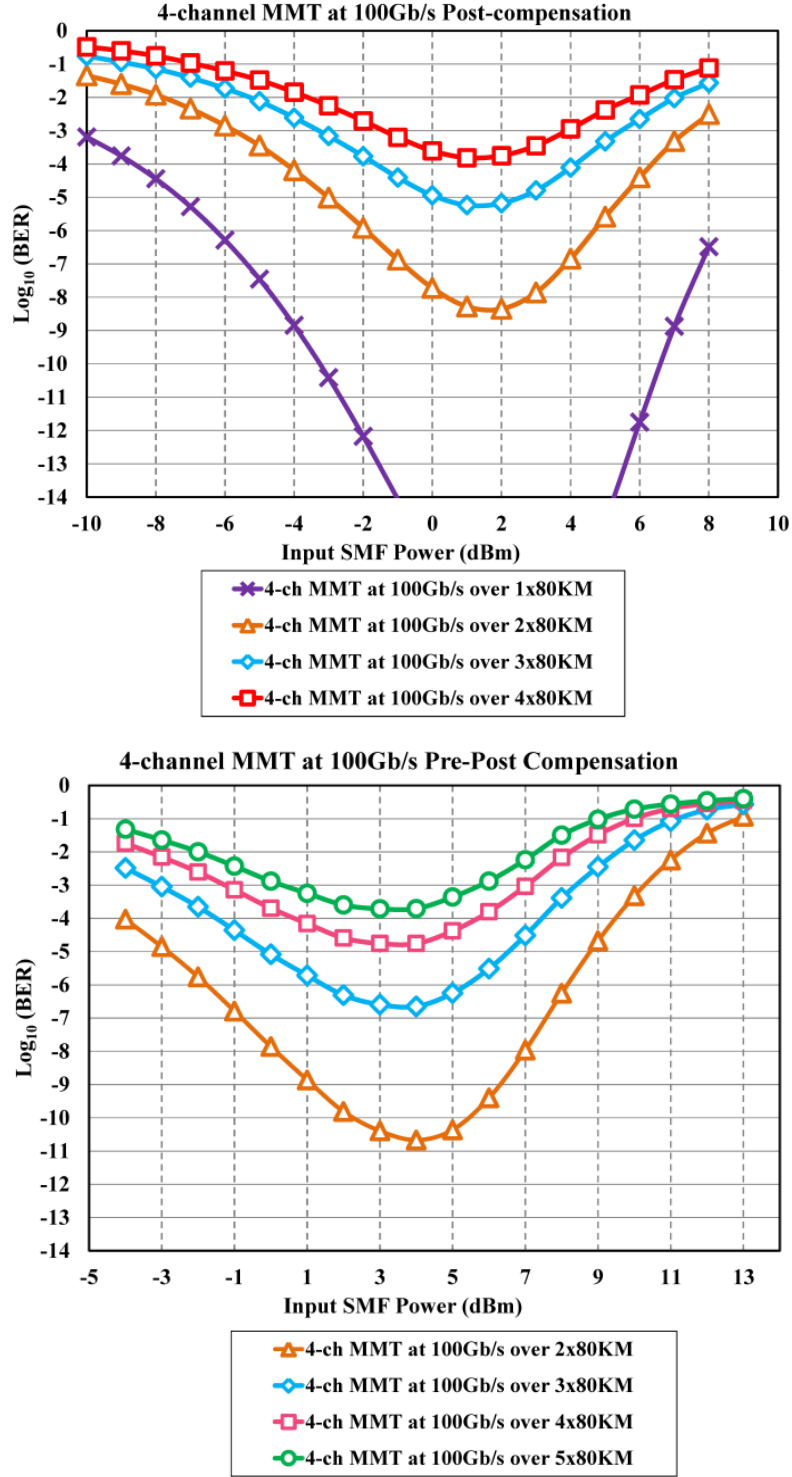 4-channel MMT at 100Gb/s Post-compensation
0
-1
-2
-3
-4
-5
-6
-7
-8
-9
-10
-11
-12
-13
-14
Log10 (BER)
-10 -8 -6 -4 -2 0 2 4 6 8 10
Input SMF Power (dBm)
4-ch MMT at 100Gb/s over 1x80KM
4-ch MMT at 100Gb/s over 2x80KM
4-ch MMT at 100Gb/s over 3x80KM
4-ch MMT at 100Gb/s over 4x80KM
4-channel MMT at 100Gb/s Pre-Post Compensation
0
-1
-2
-3
-4
-5
-6
-7
-8
-9
-10
-11
-12
-13
-14
Log10 (BER)
-5 -3 -1 1 3 5 7 9 11 13
Input SMF Power (dBm)
4-ch MMT at 100Gb/s over 2x80KM
4-ch MMT at 100Gb/s over 3x80KM
4-ch MMT at 100Gb/s over 4x80KM
4-ch MMT at 100Gb/s over 5x80KM